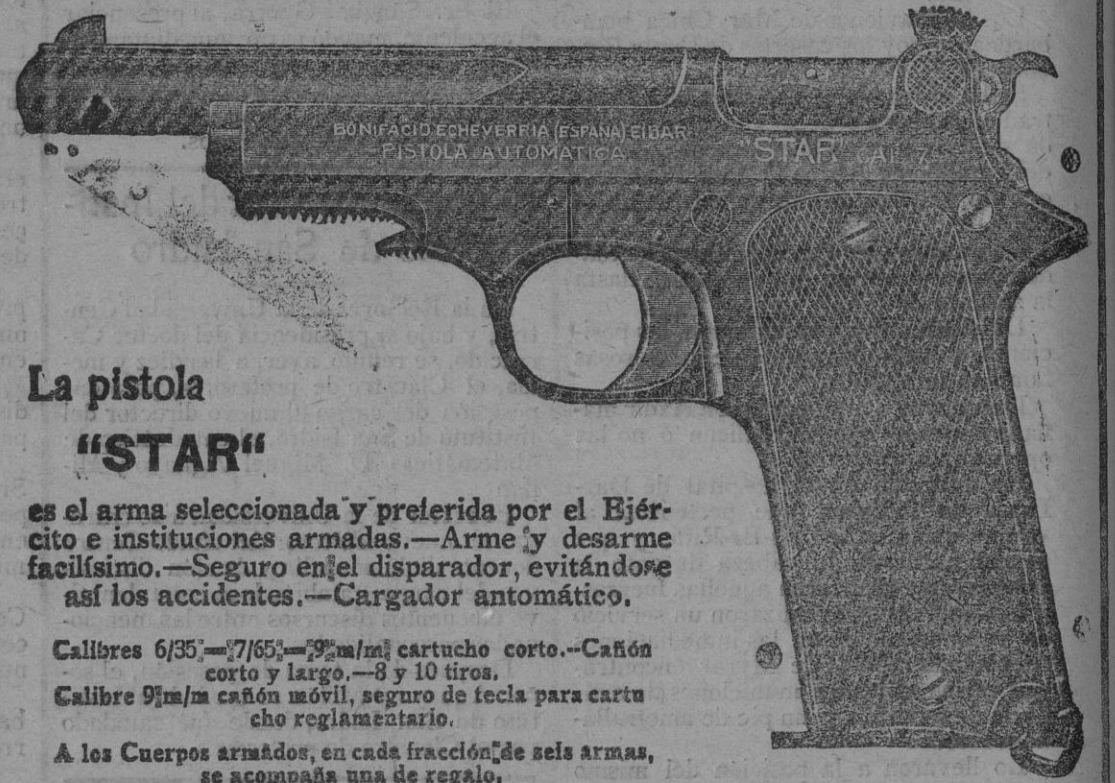 BONIFACIO ECHEVERRIA (ESPAÑA) EIBAR
PISTOLA AUTOMATICA
"STAR" CAL. 7
La pistola
"STAR"
es el arma seleccionada y preferida por el Ejér-
cito e instituciones armadas.—Arme y desarme
facilísimo.—Seguro en el disparador, evitándose
así los accidentes.—Cargador antomático.
Calibres 6/35,=7/65,=9 m/m cartucho corto.--Cañón
corto y largo.—8 y 10 tiros.
Calibre 9 m/m cañón móvil, seguro de tecla para cartu
cho reglamentario.
A los Cuerpos armados, en cada fracción de seis armas,
se acompaña una de regalo.